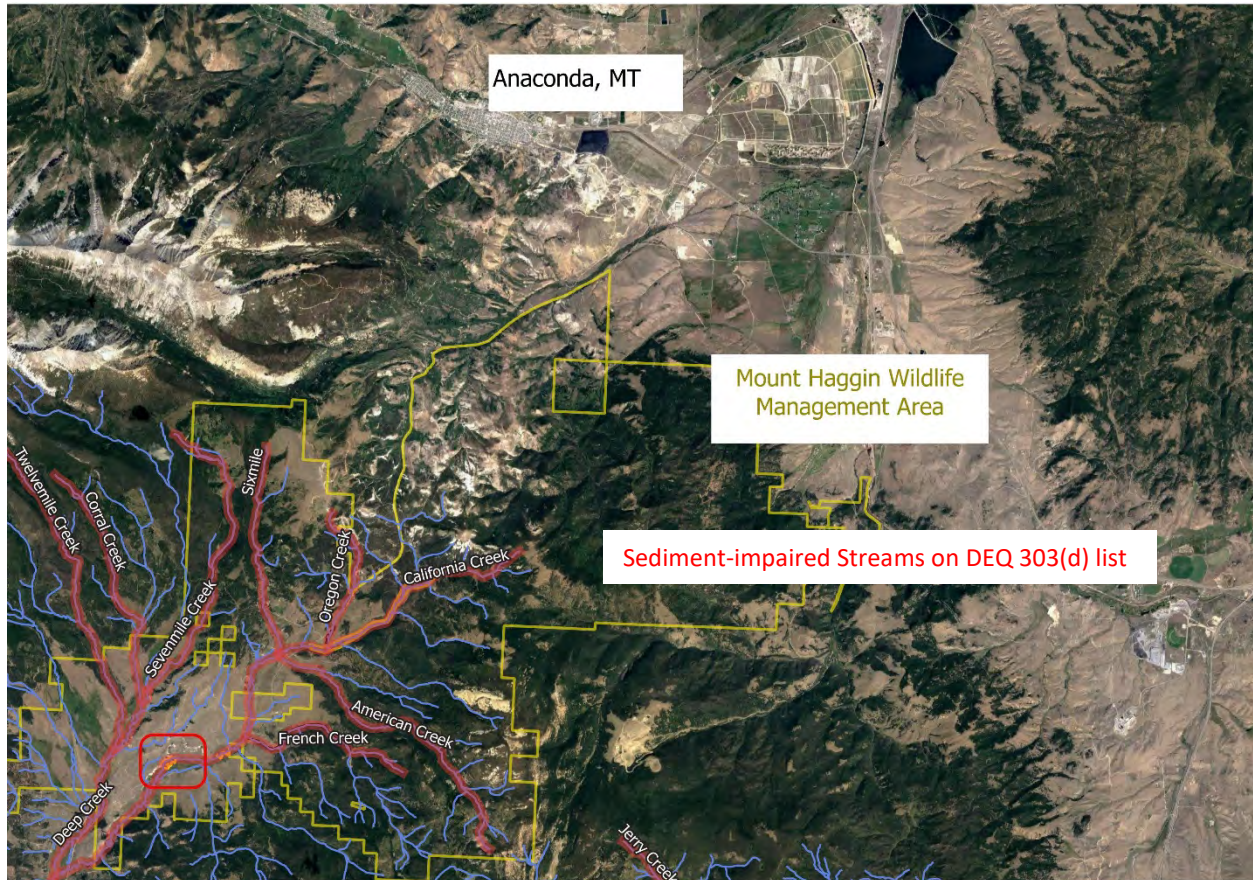 Anaconda, MT
Mount Haggin Wildlife
Management Area
Sediment-impaired Streams on DEQ 303(d) list
Twelvemile Creek
Corral Creek
Sevenmile Creek
Sixmile
Oregon Creek
California Creek
American Creek
French Creek
Deep Creek
Jerry Creek